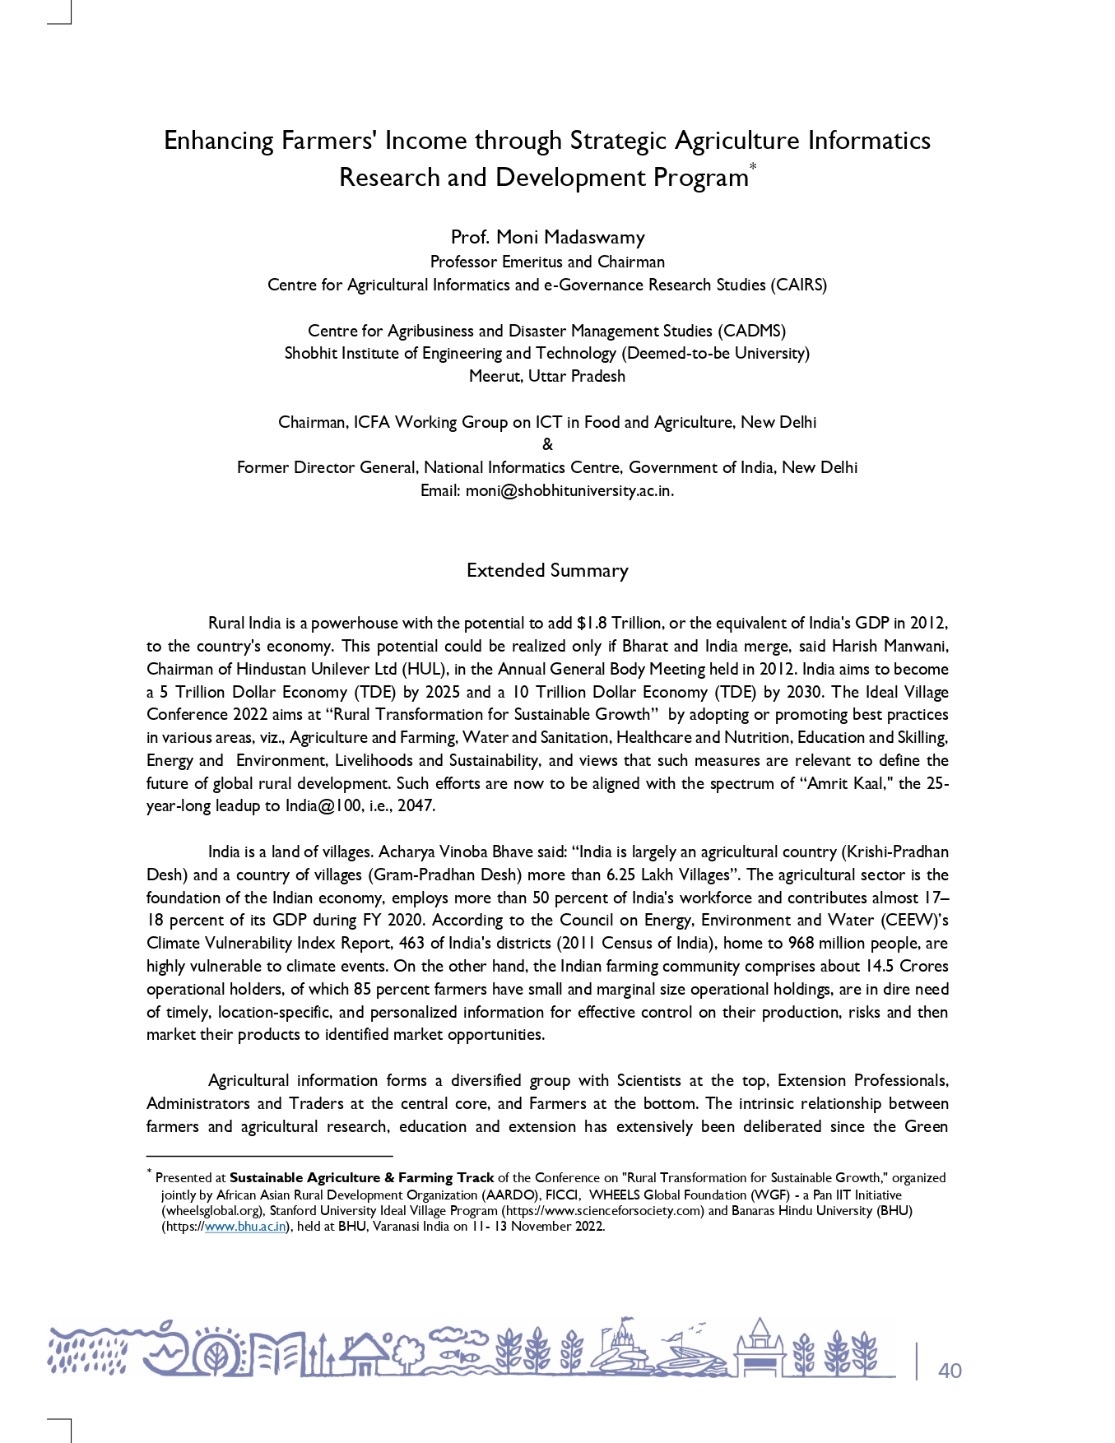 Enhancing Farmers' Income through Strategic Agriculture Informatics
Research and Development Program*
Prof. Moni Madaswamy
Professor Emeritus and Chairman
Centre for Agricultural Informatics and e-Governance Research Studies (CAIRS)
Centre for Agribusiness and Disaster Management Studies (CADMS)
Shobhit Institute of Engineering and Technology (Deemed-to-be University)
Meerut, Uttar Pradesh
Chairman, ICFA Working Group on ICT in Food and Agriculture, New Delhi
&
Former Director General, National Informatics Centre, Government of India, New Delhi
Email: moni@shobhituniversity.ac.in.
Extended Summary
Rural India is a powerhouse with the potential to add $1.8 Trillion, or the equivalent of India's GDP in 2012,
to the country's economy. This potential could be realized only if Bharat and India merge, said Harish Manwani,
Chairman of Hindustan Unilever Ltd (HUL), in the Annual General Body Meeting held in 2012. India aims to become
a 5 Trillion Dollar Economy (TDE) by 2025 and a 10 Trillion Dollar Economy (TDE) by 2030. The Ideal Village
Conference 2022 aims at “Rural Transformation for Sustainable Growth” by adopting or promoting best practices
in various areas, viz., Agriculture and Farming, Water and Sanitation, Healthcare and Nutrition, Education and Skilling,
Energy and Environment, Livelihoods and Sustainability, and views that such measures are relevant to define the
future of global rural development. Such efforts are now to be aligned with the spectrum of “Amrit Kaal," the 25-
year-long leadup to India@100, i.e., 2047.
India is a land of villages. Acharya Vinoba Bhave said: “India is largely an agricultural country (Krishi-Pradhan
Desh) and a country of villages (Gram-Pradhan Desh) more than 6.25 Lakh Villages”. The agricultural sector is the
foundation of the Indian economy, employs more than 50 percent of India's workforce and contributes almost 17–
18 percent of its GDP during FY 2020. According to the Council on Energy, Environment and Water (CEEW)’s
Climate Vulnerability Index Report, 463 of India's districts (2011 Census of India), home to 968 million people, are
highly vulnerable to climate events. On the other hand, the Indian farming community comprises about 14.5 Crores
operational holders, of which 85 percent farmers have small and marginal size operational holdings, are in dire need
of timely, location-specific, and personalized information for effective control on their production, risks and then
market their products to identified market opportunities.
Agricultural information forms a diversified group with Scientists at the top, Extension Professionals,
Administrators and Traders at the central core, and Farmers at the bottom. The intrinsic relationship between
farmers and agricultural research, education and extension has extensively been deliberated since the Green
* Presented at Sustainable Agriculture & Farming Track of the Conference on "Rural Transformation for Sustainable Growth," organized
jointly by African Asian Rural Development Organization (AARDO), FICCI, WHEELS Global Foundation (WGF) - a Pan IIT Initiative
(wheelsglobal.org), Stanford University Ideal Village Program (https://www.scienceforsociety.com) and Banaras Hindu University (BHU)
(https://www.bhu.ac.in), held at BHU, Varanasi India on 11- 13 November 2022.
40